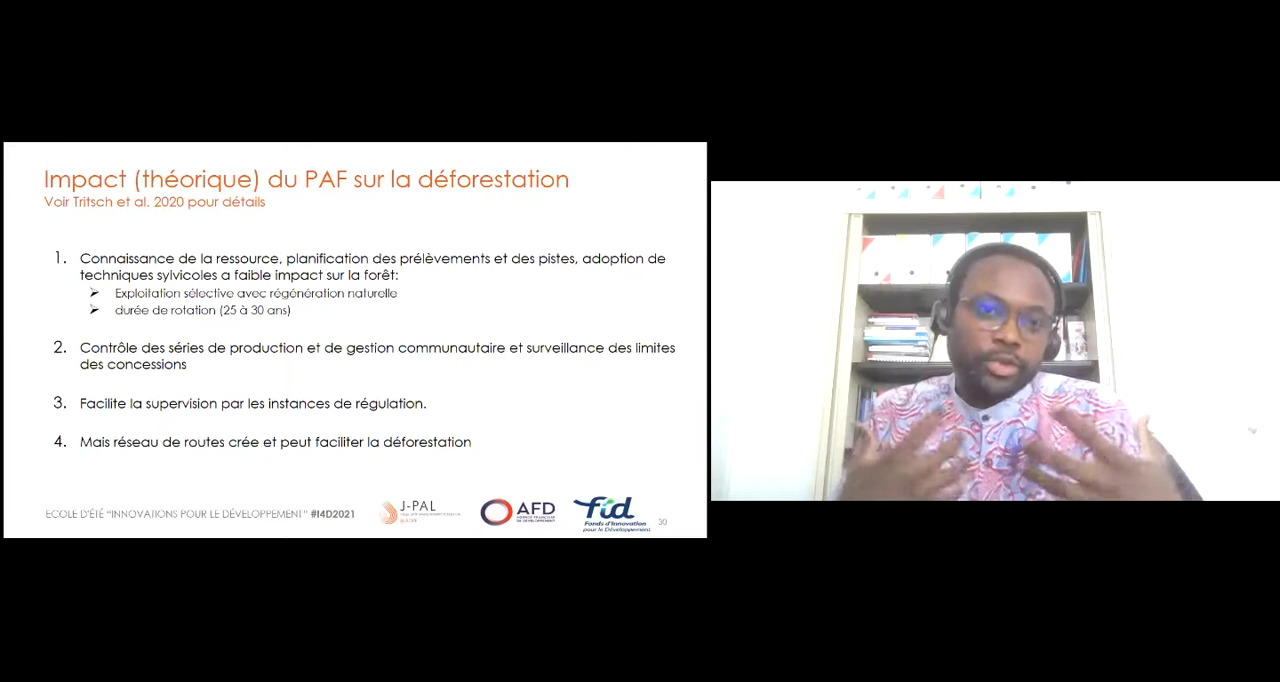 Impact (théorique) du PAF sur la déforestation
Voir Tritsch et al. 2020 pour détails
1. Connaissance de la ressource, planification des prélèvements et des pistes, adoption de
techniques sylvicoles a faible impact sur la forêt:
➤ Exploitation sélective avec régénération naturelle
➤ durée de rotation (25 à 30 ans)
2. Contrôle des séries de production et de gestion communautaire et surveillance des limites
des concessions
3. Facilite la supervision par les instances de régulation.
4. Mais réseau de routes crée et peut faciliter la déforestation
ECOLE D'ÉTÉ "INNOVATIONS POUR LE DÉVELOPPEMENT" #I4D2021
J-PAL
AFD
AGENCE FRANÇAISE
DE DÉVELOPPEMENT
fid
Fonds d'Innovation
pour le Développement
30